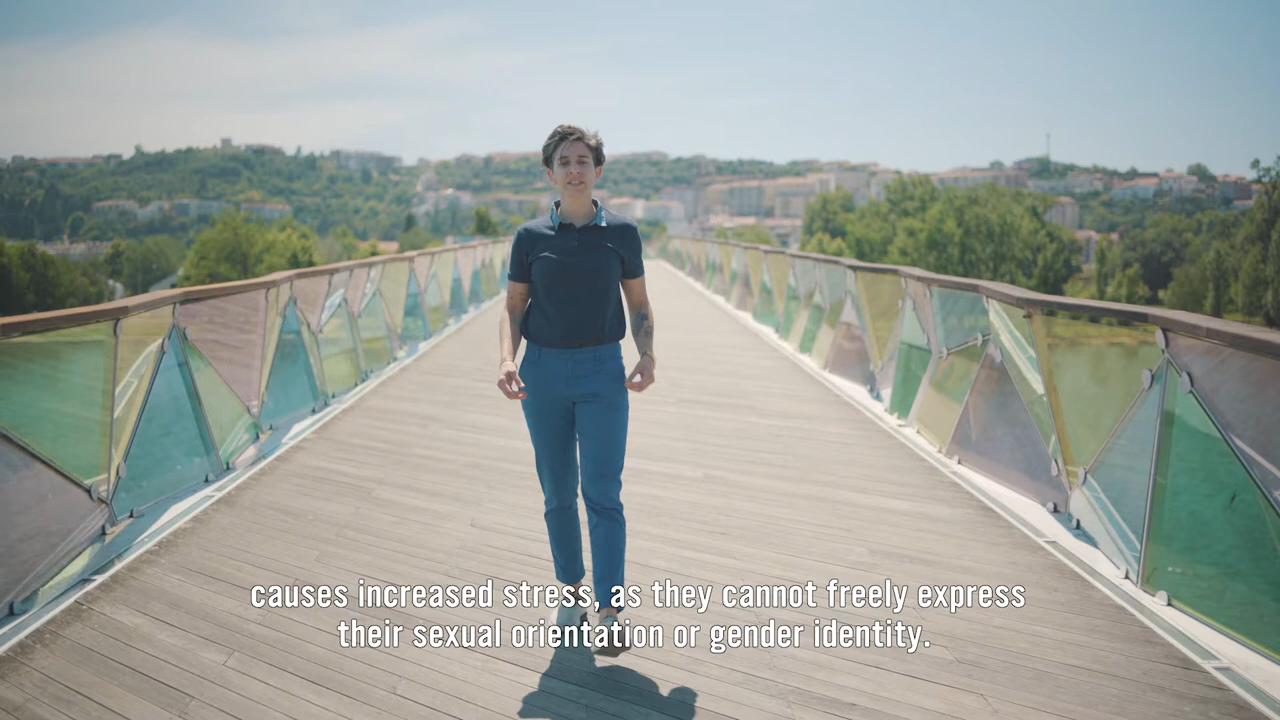 causes increased stress, as they cannot freely express
their sexual orientation or gender identity.